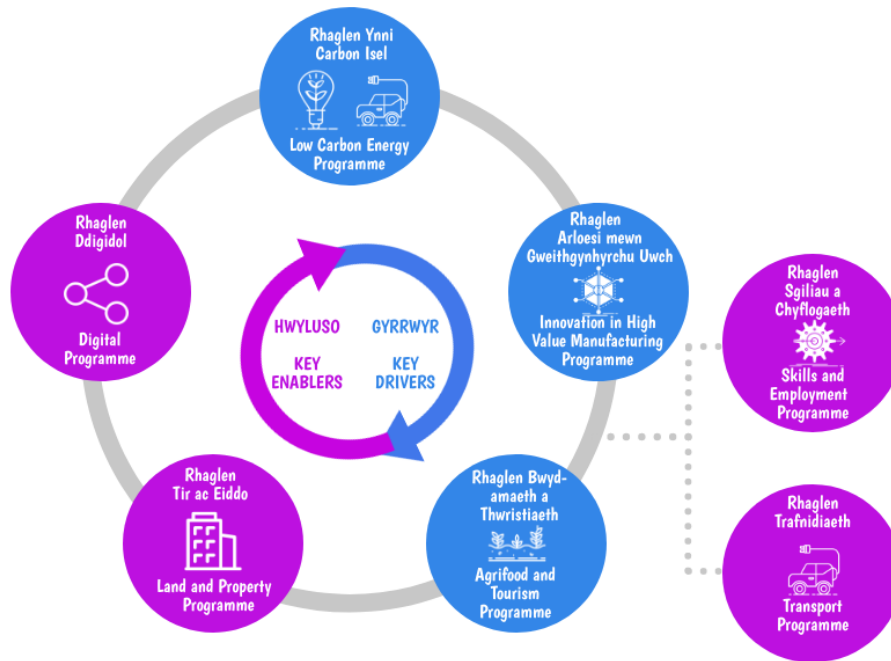 Rhaglen Ynni
Carbon Isel
Low Carbon Energy
Programme
Rhaglen
Ddigidol
Digital
Programme
Rhaglen
Arloesi mewn
Gweithgynhyrchu Uwch
Innovation in High
Value Manufacturing
Programme
HWYLUSO
KEY
ENABLERS
GYRRWYR
KEY
DRIVERS
Rhaglen
Sgiliau a
Chyflogaeth
Skills and
Employment
Programme
Rhaglen
Tir ac Eiddo
Land and Property
Programme
Rhaglen Bwyd-
amaeth a
Thwristiaeth
Agrifood and
Tourism
Programme
Rhaglen
Trafnidiaeth
Transport
Programme